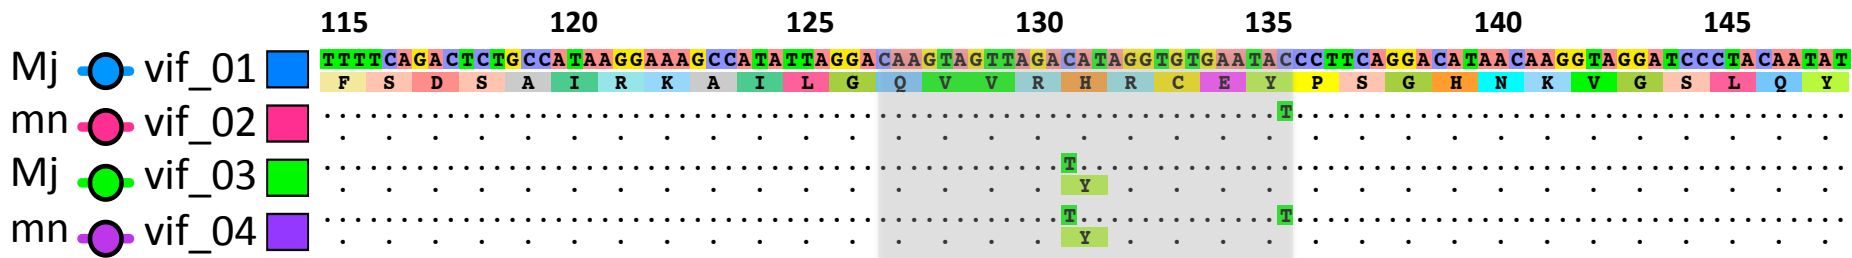 115 120 125 130 135 140 145
TTTTCAGACTCTGCCATAAGGAAAGCCATATTAGGACAAGTAGTTAGACATAGGTGTGAATACCCTTCAGGACATAACAAGGTAGGATCCCTACAATAT
Mj vif_01
F S D S A I R K A I L G Q V V R H R C E Y P S G H N K V G S L Q Y
mn vif_02
T
Mj vif_03
T
Y
mn vif_04
T T
Y